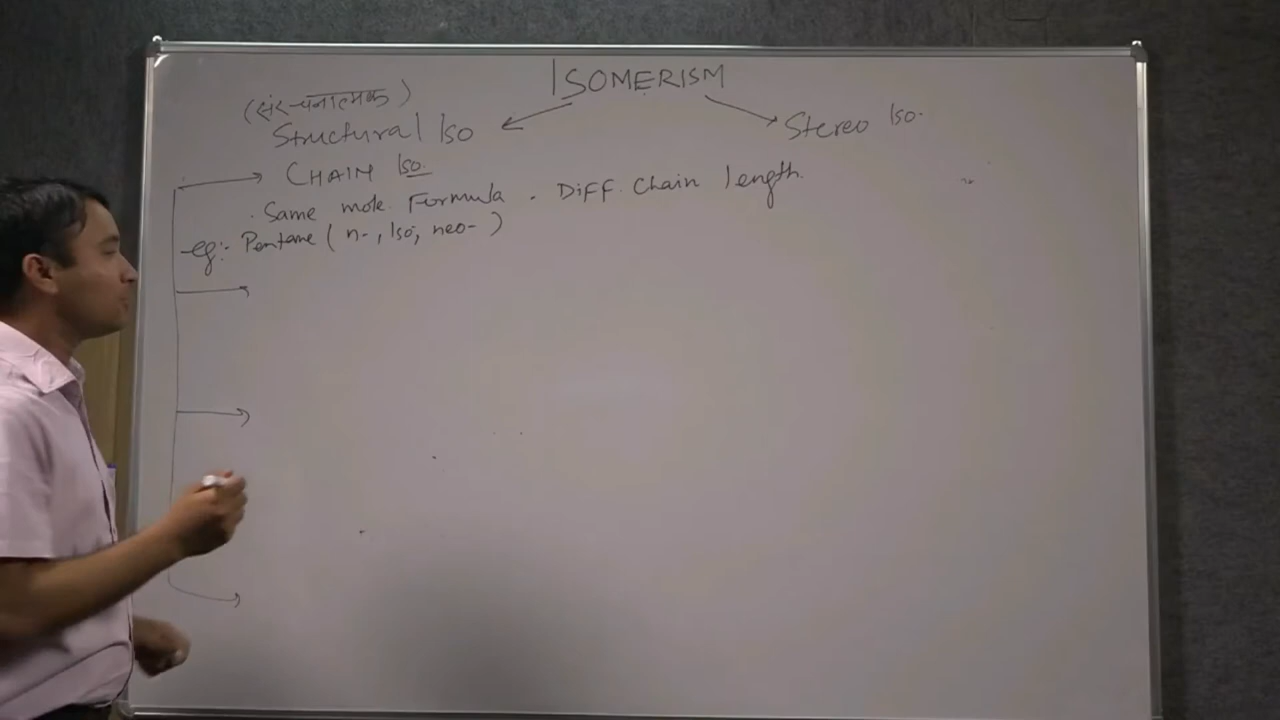 ISOMERISM
(संरचनात्मक)
Structural Iso
Stereo Iso.
CHAIN Iso.
. Same mole. Formula . Diff. Chain length.
eg:- Pentane ( n-, Iso-, neo- )